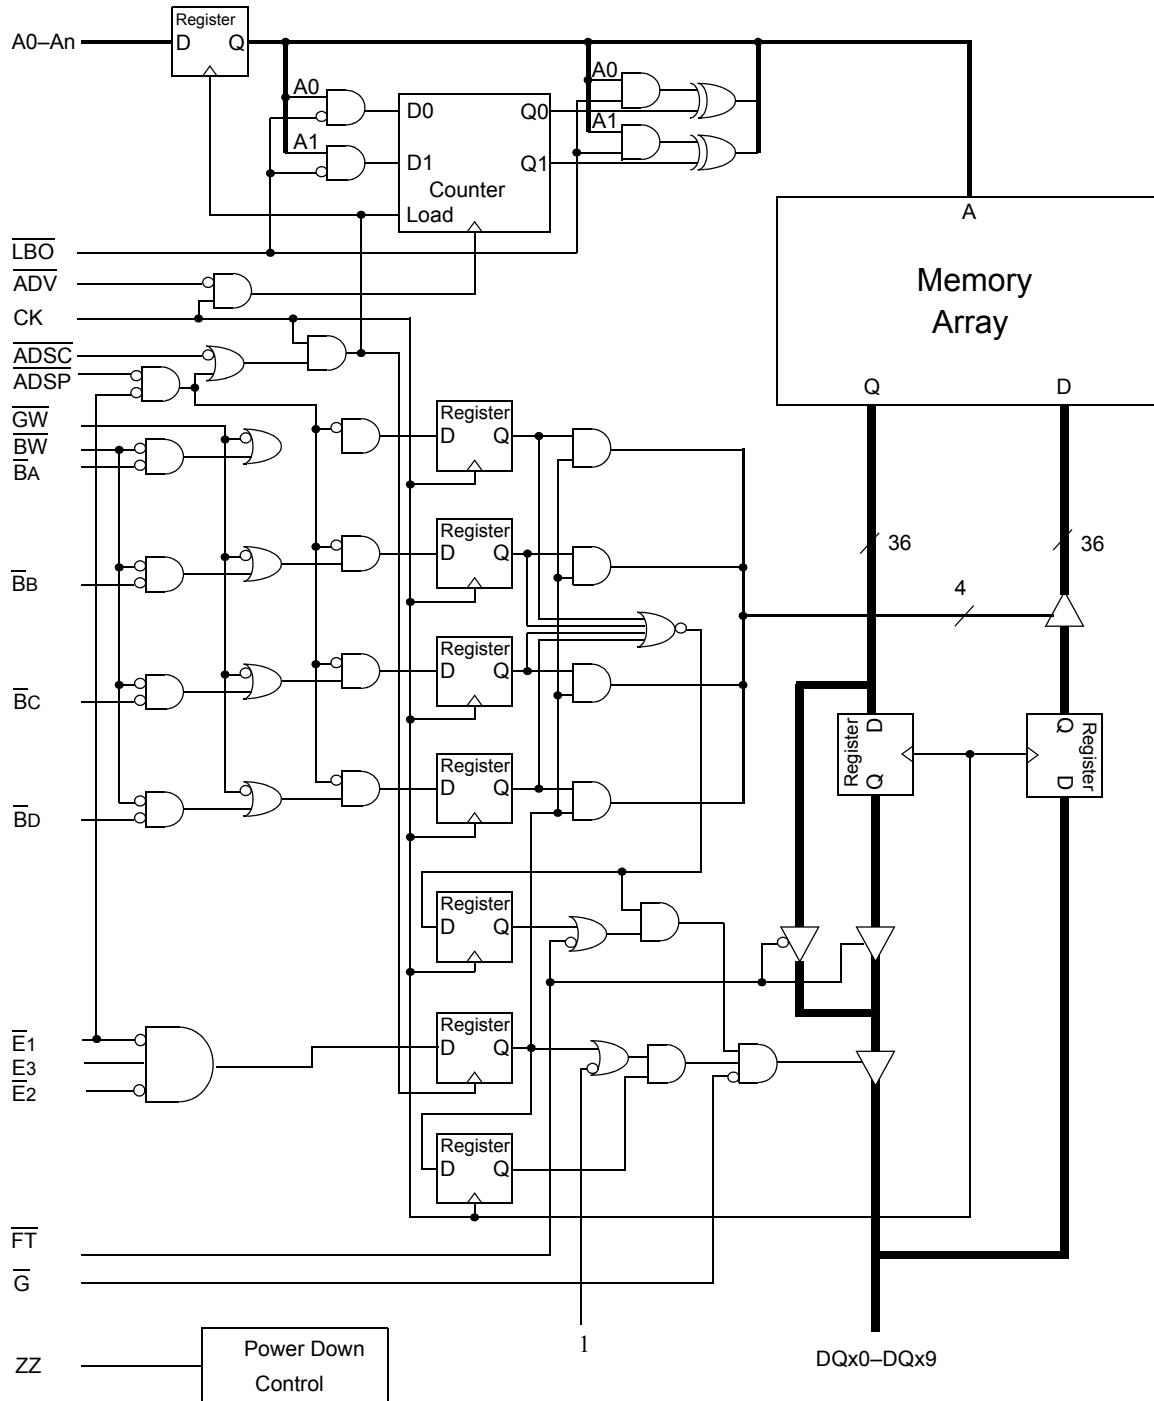 Register
A0–An
D Q
A0
A0
D0
Q0
A1
A1
D1
Q1
Counter
Load
A
LBO
ADV
Memory
Array
CK
ADSC
ADSP
Q
D
GW
Register
BW
D Q
BA
Register
36
36
D Q
BB
4
Register
D Q
BC
Register
D
Q
Register
Q
D
Register
D Q
BD
Register
D Q
Register
E1
D Q
E3
E2
Register
D Q
FT
G
1
Power Down
Control
ZZ
DQx0–DQx9